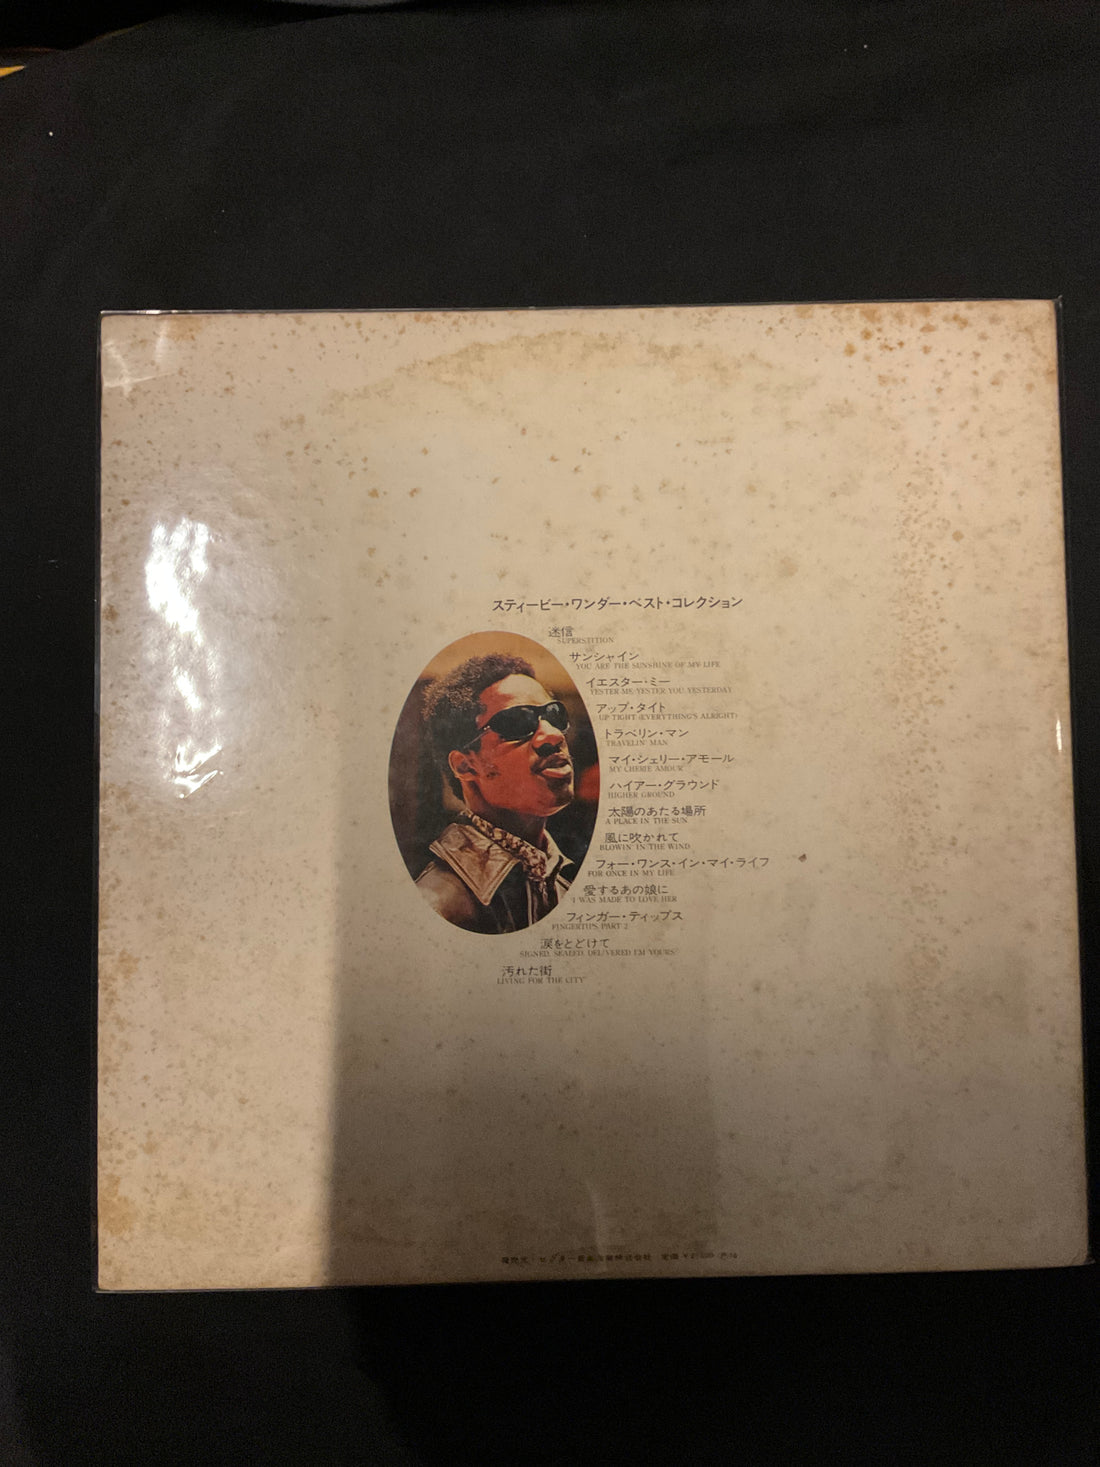 スティービー・ワンダー・ベスト・コレクション
迷信
SUPERSTITION
サンシャイン
YOU ARE THE SUNSHINE OF MY LIFE
イエスター・ミー
YESTER-ME YESTER-YOU YESTERDAY
アップ・タイト
UP TIGHT (EVERYTHING'S ALRIGHT)
トラベリン・マン
TRAVELIN' MAN
マイ・シェリー・アモール
MY CHERIE AMOUR
ハイアー・グラウンド
HIGHER GROUND
太陽のあたる場所
A PLACE IN THE SUN
風に吹かれて
BLOWIN' IN THE WIND
フォー・ワンス・イン・マイ・ライフ
FOR ONCE IN MY LIFE
愛するあの娘に
I WAS MADE TO LOVE HER
フィンガー・ティップス
FINGERTIPS PART 2
涙をとどけて
SIGNED, SEALED, DELIVERED I'M YOURS
汚れた街
LIVING FOR THE CITY